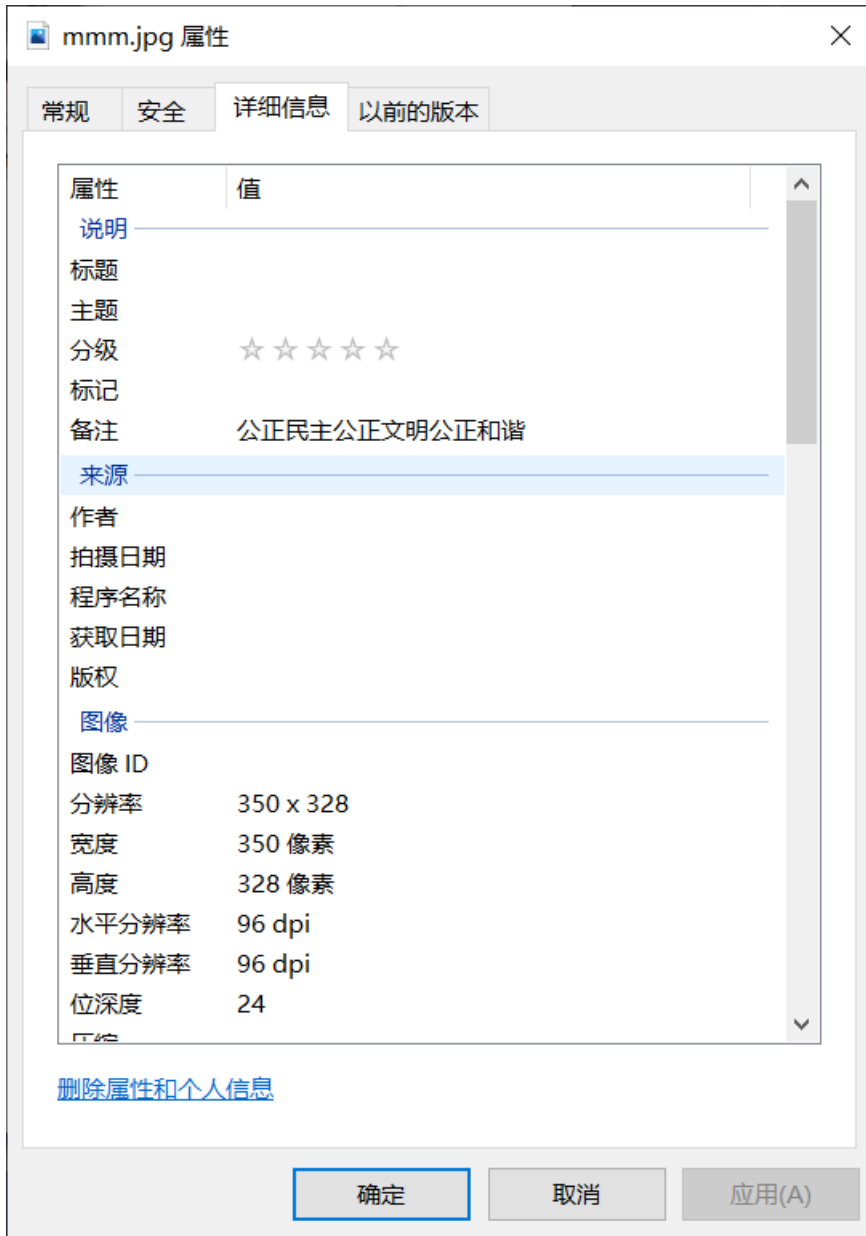 mmm.jpg 属性
常规 安全 详细信息 以前的版本
属性 值
说明
标题
主题
分级
标记
备注 公正民主公正文明公正和谐
来源
作者
拍摄日期
程序名称
获取日期
版权
图像
图像 ID
分辨率 350 x 328
宽度 350 像素
高度 328 像素
水平分辨率 96 dpi
垂直分辨率 96 dpi
位深度 24
删除属性和个人信息
确定 取消 应用(A)